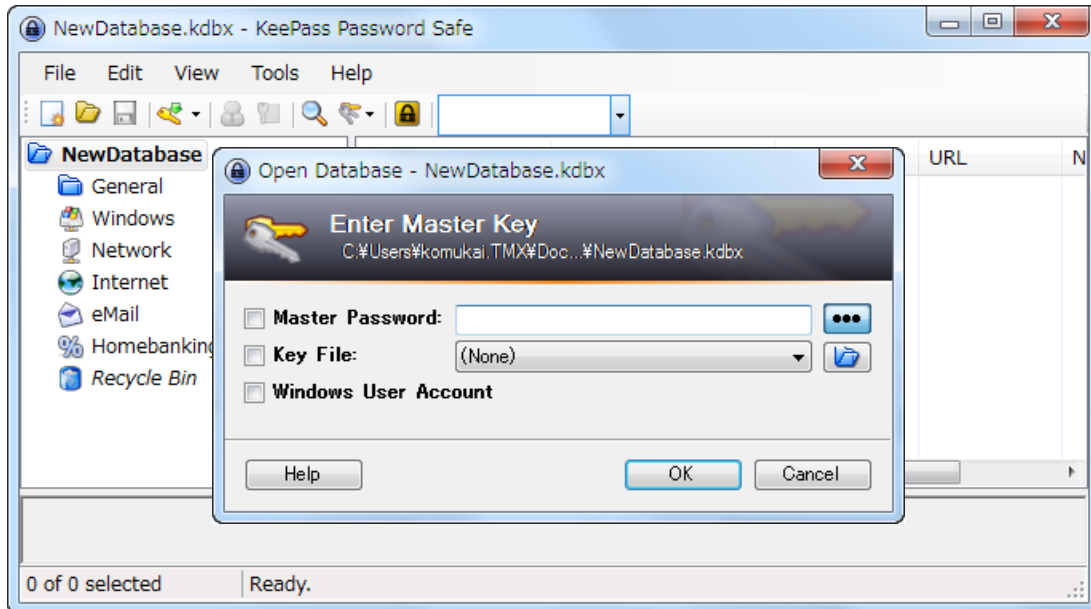 NewDatabase.kdbx - KeePass Password Safe
File Edit View Tools Help
NewDatabase
General
Windows
Network
Internet
eMail
Homebanking
Recycle Bin
URL N
Open Database - NewDatabase.kdbx
Enter Master Key
C:¥Users¥komukai.TMX¥Doc...¥NewDatabase.kdbx
Master Password:
Key File: (None)
Windows User Account
Help OK Cancel
0 of 0 selected Ready.